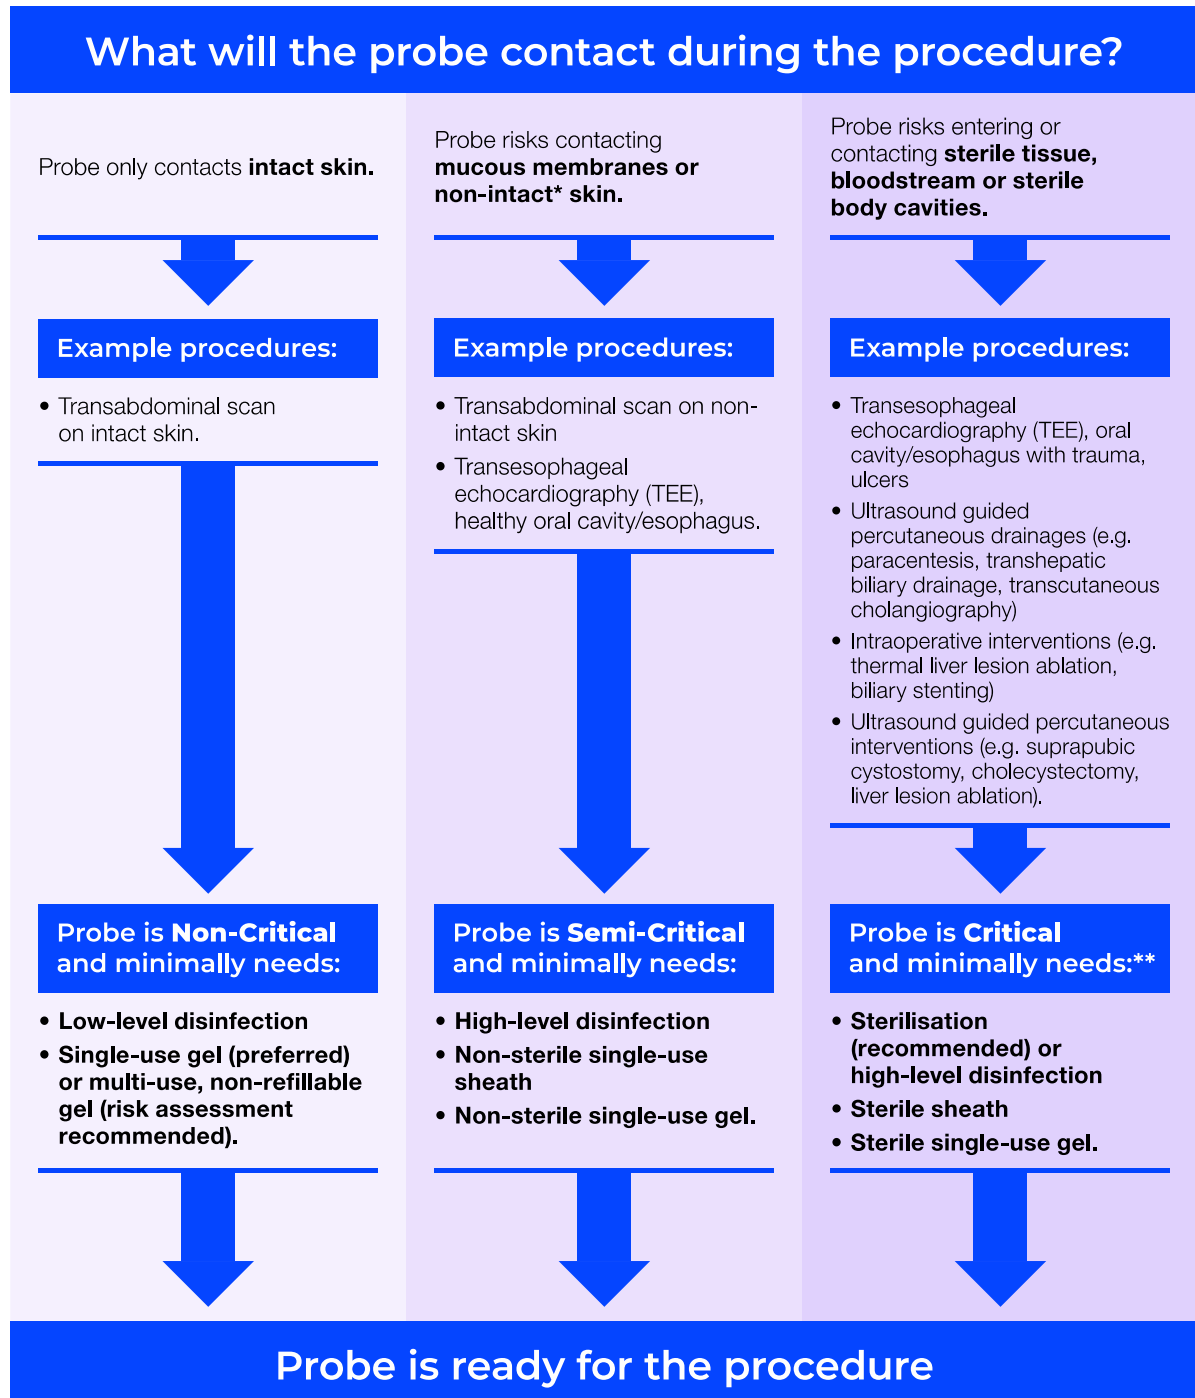 What will the probe contact during the procedure?
Probe only contacts intact skin.
Probe risks contacting
mucous membranes or
non-intact* skin.
Probe risks entering or
contacting sterile tissue,
bloodstream or sterile
body cavities.
Example procedures:
• Transabdominal scan
on intact skin.
Example procedures:
• Transabdominal scan on non-
intact skin
• Transesophageal
echocardiography (TEE),
healthy oral cavity/esophagus.
Example procedures:
• Transesophageal
echocardiography (TEE), oral
cavity/esophagus with trauma,
ulcers
• Ultrasound guided
percutaneous drainages (e.g.
paracentesis, transhepatic
biliary drainage, transcutaneous
cholangiography)
• Intraoperative interventions (e.g.
thermal liver lesion ablation,
biliary stenting)
• Ultrasound guided percutaneous
interventions (e.g. suprapubic
cystostomy, cholecystectomy,
liver lesion ablation).
Probe is Non-Critical
and minimally needs:
• Low-level disinfection
• Single-use gel (preferred)
or multi-use, non-refillable
gel (risk assessment
recommended).
Probe is Semi-Critical
and minimally needs:
• High-level disinfection
• Non-sterile single-use
sheath
• Non-sterile single-use gel.
Probe is Critical
and minimally needs:**
• Sterilisation
(recommended) or
high-level disinfection
• Sterile sheath
• Sterile single-use gel.
Probe is ready for the procedure